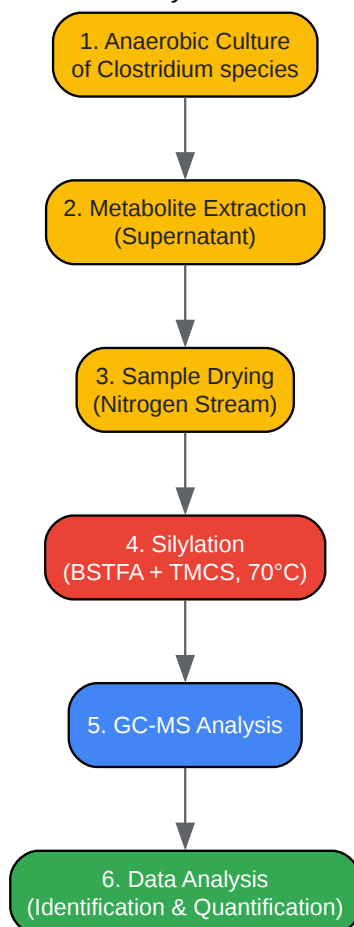 1. Anaerobic Culture
of Clostridium species
2. Metabolite Extraction
(Supernatant)
3. Sample Drying
(Nitrogen Stream)
4. Silylation
(BSTFA + TMCS, 70°C)
5. GC-MS Analysis
6. Data Analysis
(Identification & Quantification)